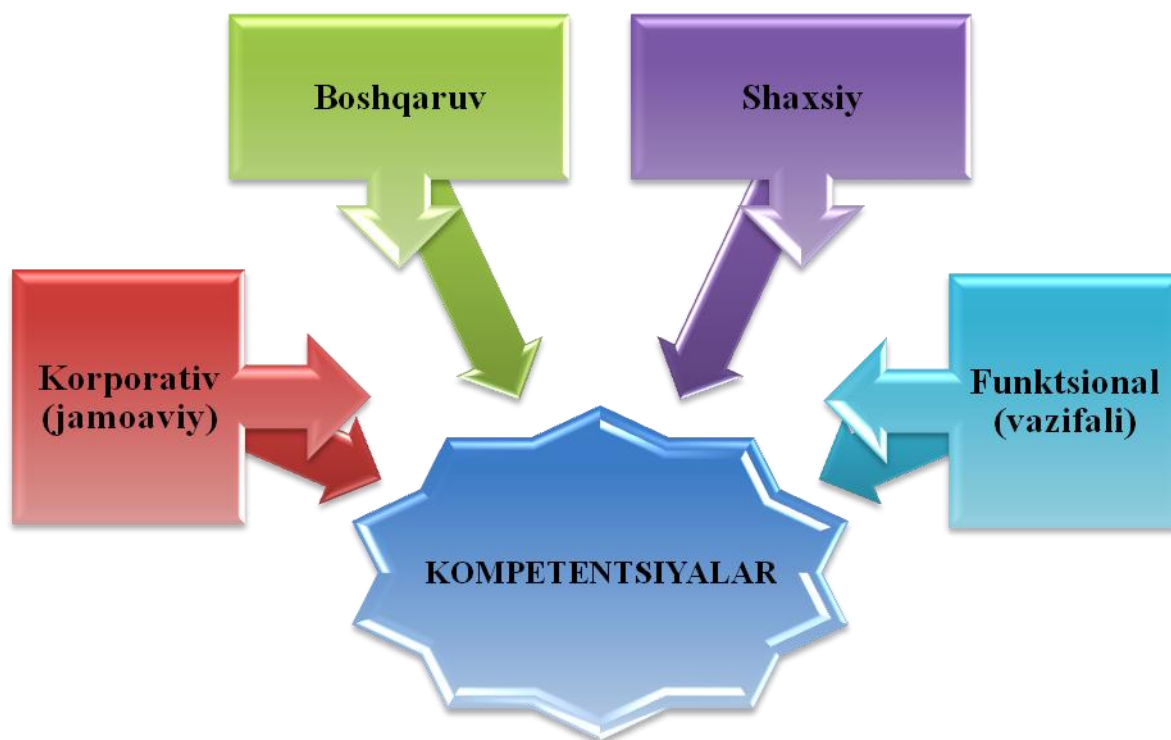 Boshqaruv
Shaxsiy
Korporativ
(jamoaviy)
Funktsional
(vazifali)
KOMPETENTSIYALAR